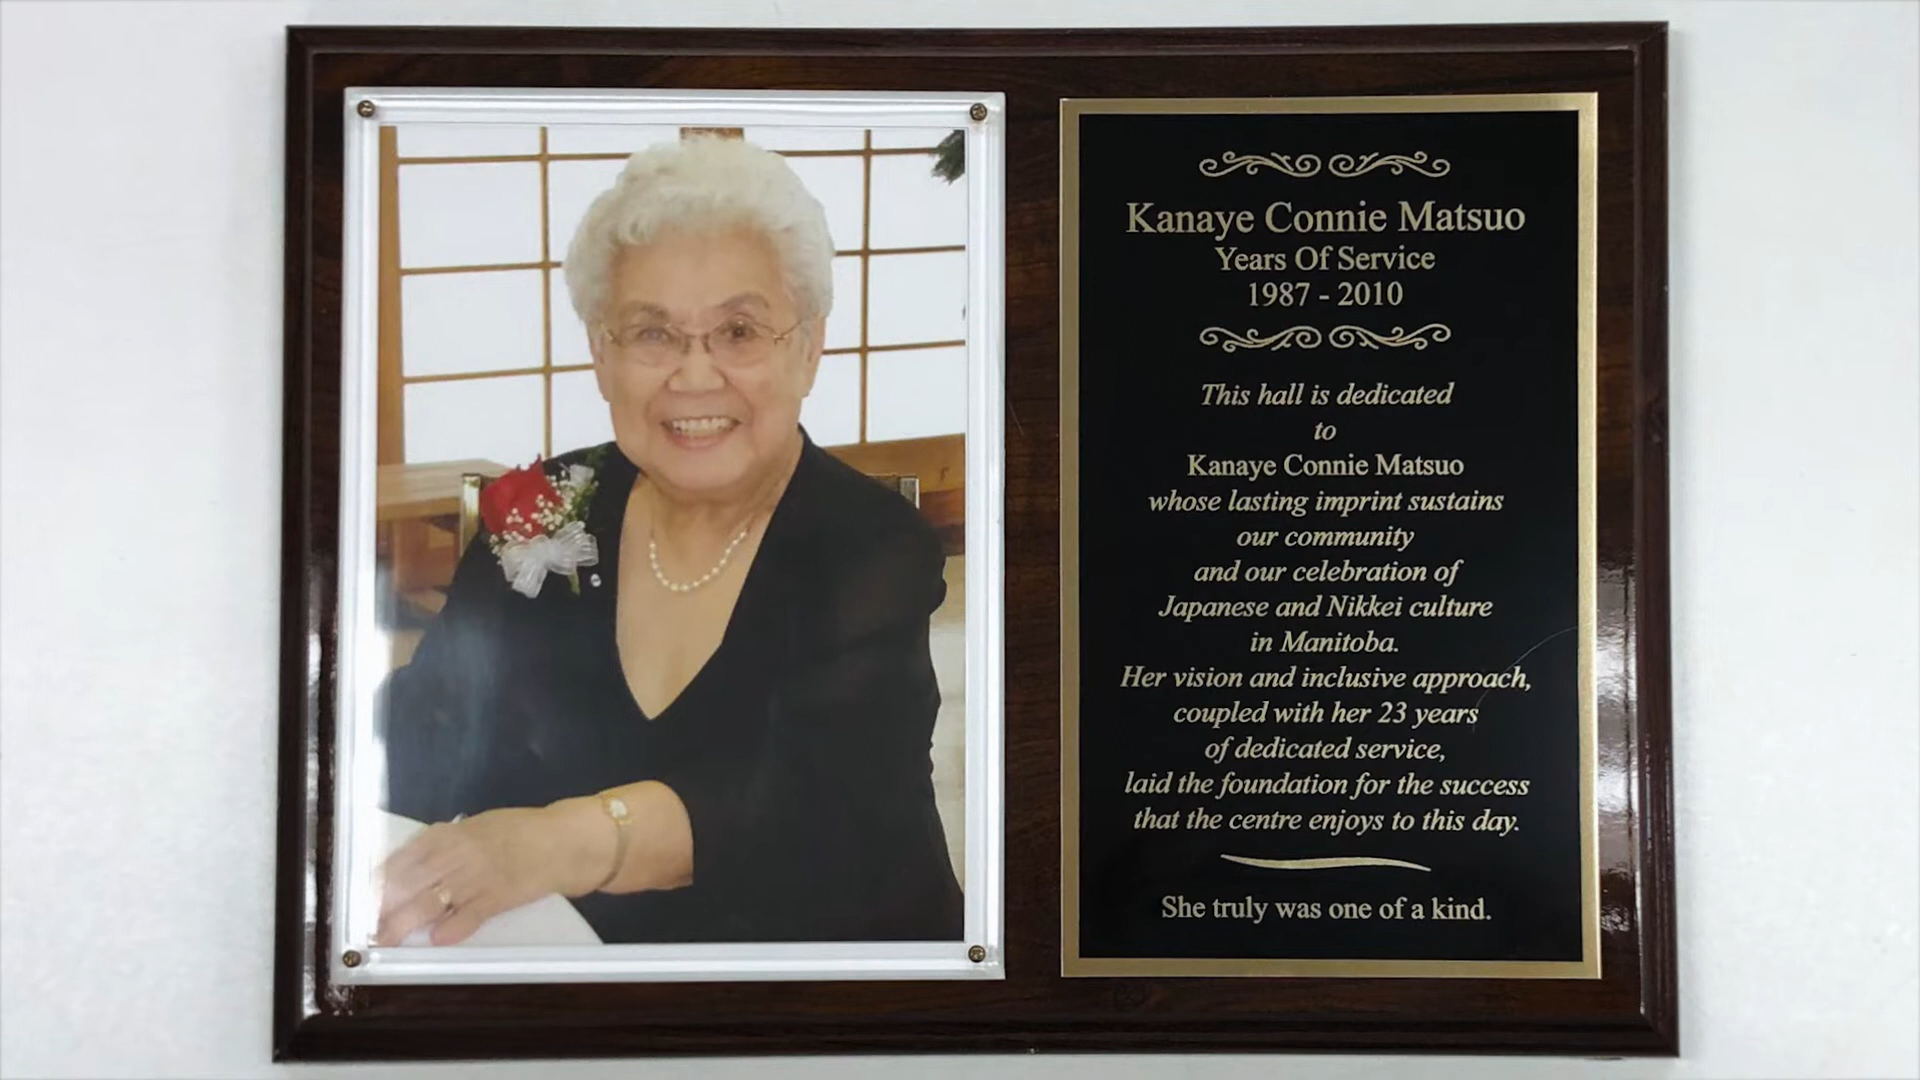 Kanaye Connie Matsuo
Years Of Service
1987 - 2010
This hall is dedicated
to
Kanaye Connie Matsuo
whose lasting imprint sustains
our community
and our celebration of
Japanese and Nikkei culture
in Manitoba.
Her vision and inclusive approach,
coupled with her 23 years
of dedicated service,
laid the foundation for the success
that the centre enjoys to this day.
She truly was one of a kind.